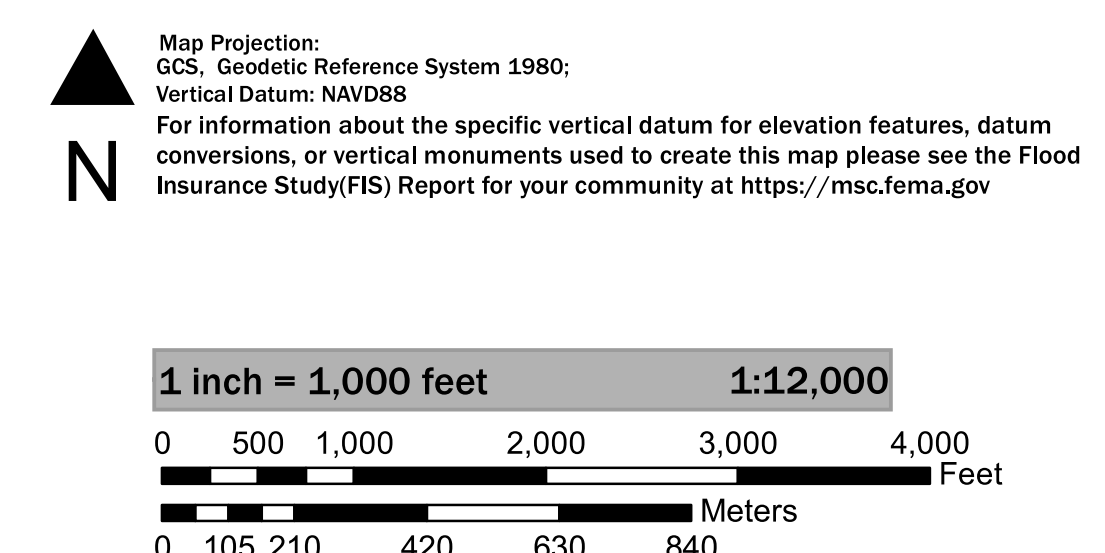 Map Projection:
GCS, Geodetic Reference System 1980;
Vertical Datum: NAVD88
For information about the specific vertical datum for elevation features, datum
conversions, or vertical monuments used to create this map please see the Flood
Insurance Study(FIS) Report for your community at https://msc.fema.gov
N
1 inch = 1,000 feet 1:12,000
0 500 1,000 2,000 3,000 4,000
Feet
Meters
0 105 210 420 630 840